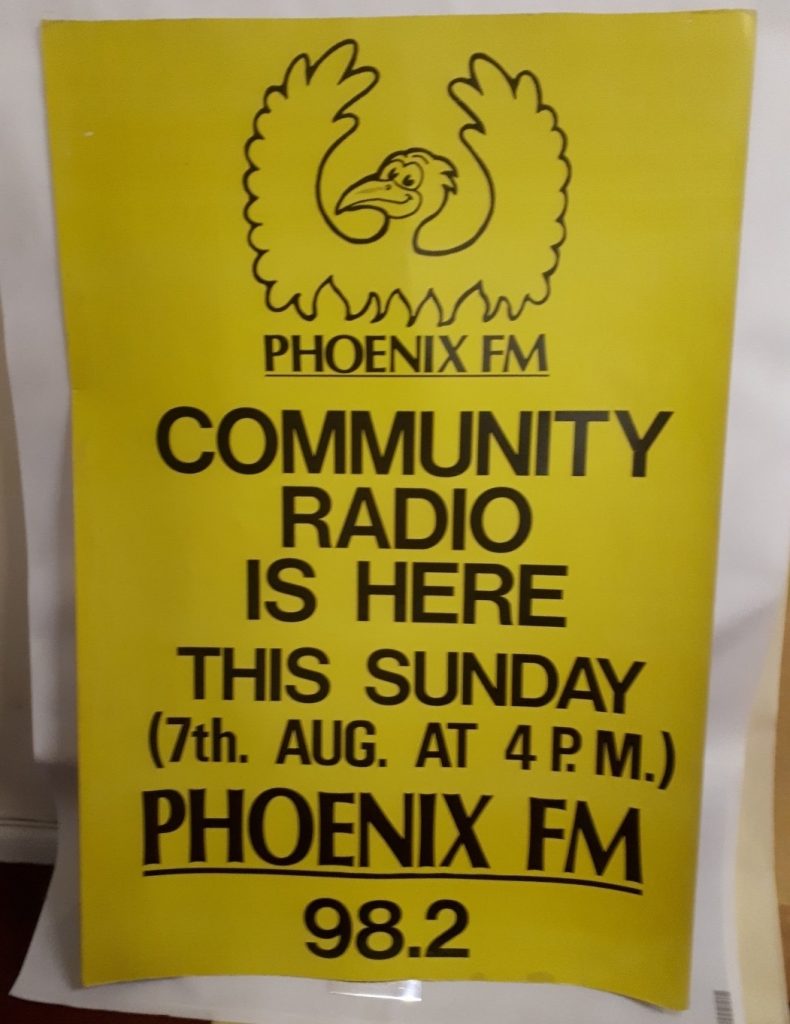 PHOENIX FM
COMMUNITY
RADIO
IS HERE
THIS SUNDAY
(7th. AUG. AT 4 P.M.)
PHOENIX FM
98.2